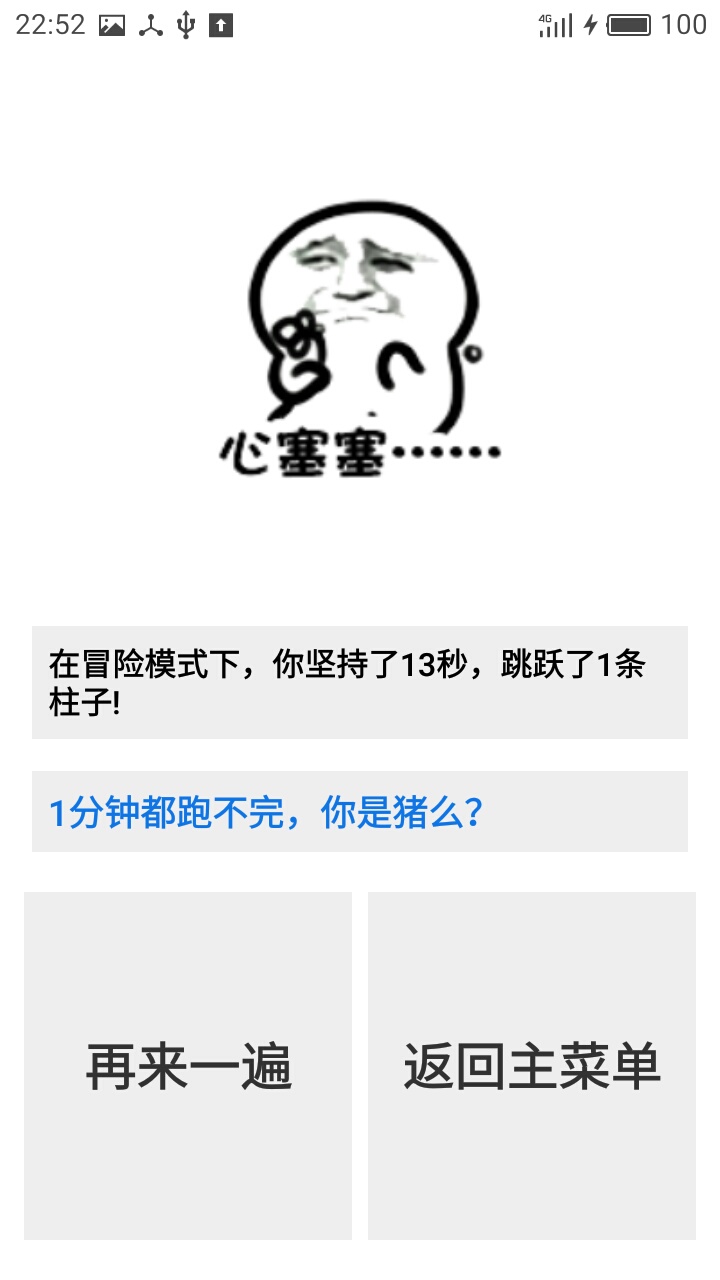 22:52 4G 100
心塞塞……
在冒险模式下，你坚持了13秒，跳跃了1条
柱子!
1分钟都跑不完，你是猪么?
再来一遍 返回主菜单